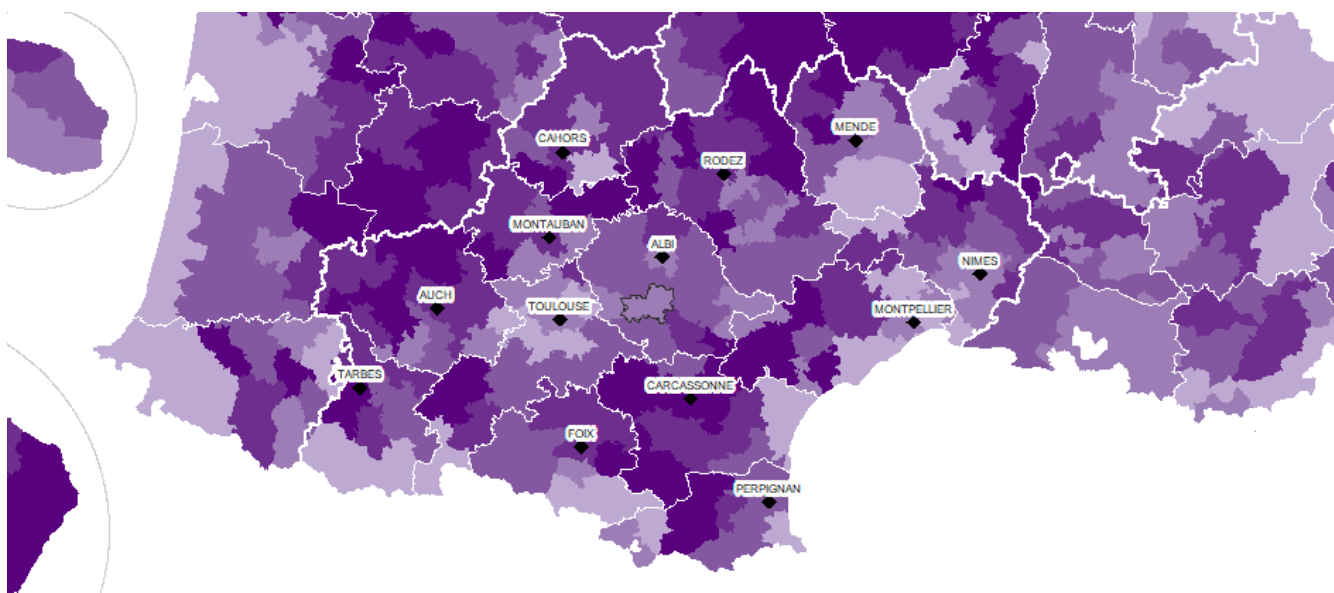 MENDE
CAHORS
RODEZ
MONTAUBAN
ALBI
NIMES
AUCH
TOULOUSE
MONTPELLIER
TARBES
CARCASSONNE
FOIX
PERPIGNAN